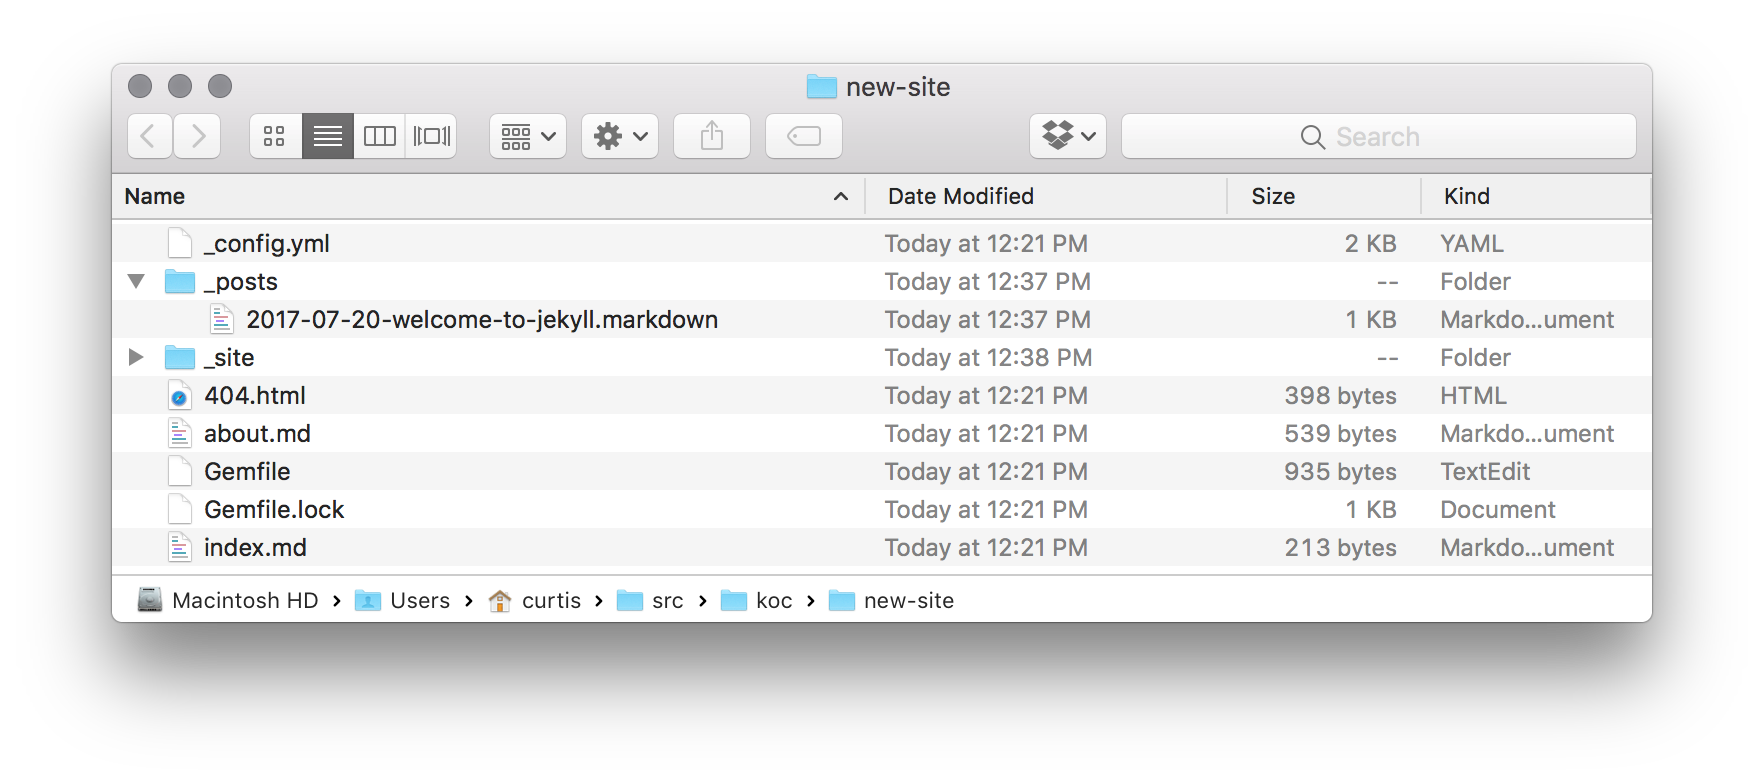 new-site
Search
Name Date Modified Size Kind
_config.yml Today at 12:21 PM 2 KB YAML
_posts Today at 12:37 PM -- Folder
2017-07-20-welcome-to-jekyll.markdown Today at 12:37 PM 1 KB Markdo...ument
_site Today at 12:38 PM -- Folder
404.html Today at 12:21 PM 398 bytes HTML
about.md Today at 12:21 PM 539 bytes Markdo...ument
Gemfile Today at 12:21 PM 935 bytes TextEdit
Gemfile.lock Today at 12:21 PM 1 KB Document
index.md Today at 12:21 PM 213 bytes Markdo...ument
Macintosh HD › Users › curtis › src › koc › new-site